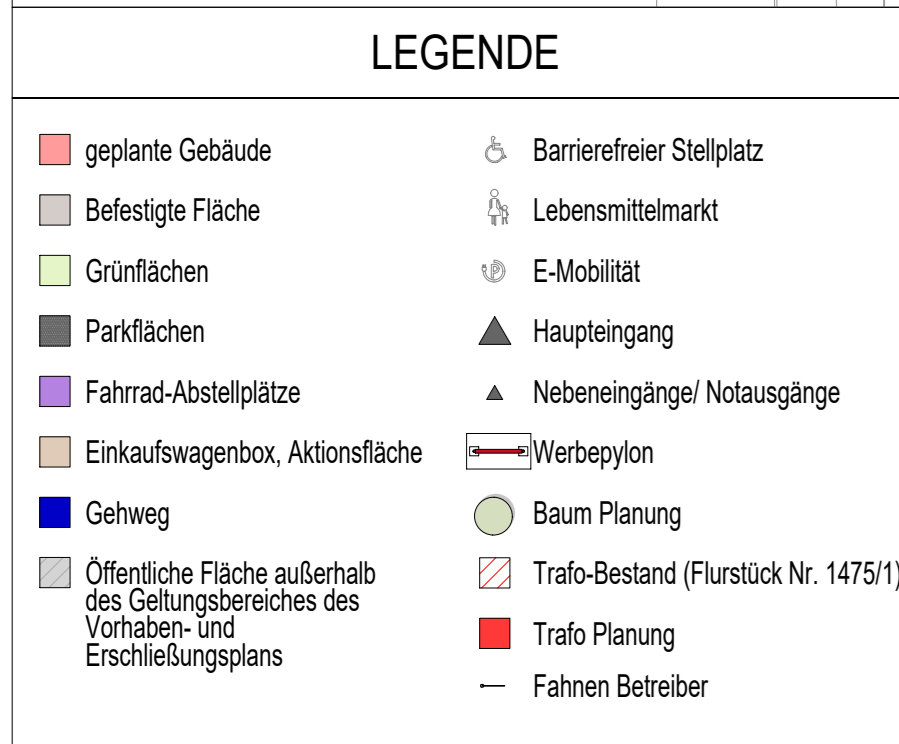 LEGENDE
geplante Gebäude
Befestigte Fläche
Grünflächen
Parkflächen
Fahrrad-Abstellplätze
Einkaufswagenbox, Aktionsfläche
Gehweg
Öffentliche Fläche außerhalb
des Geltungsbereiches des
Vorhaben- und
Erschließungsplans
Barrierefreier Stellplatz
Lebensmittelmarkt
P
E-Mobilität
Haupteingang
Nebeneingänge/ Notausgänge
Werbepylon
Baum Planung
Trafo-Bestand (Flurstück Nr. 1475/1)
Trafo Planung
Fahnen Betreiber